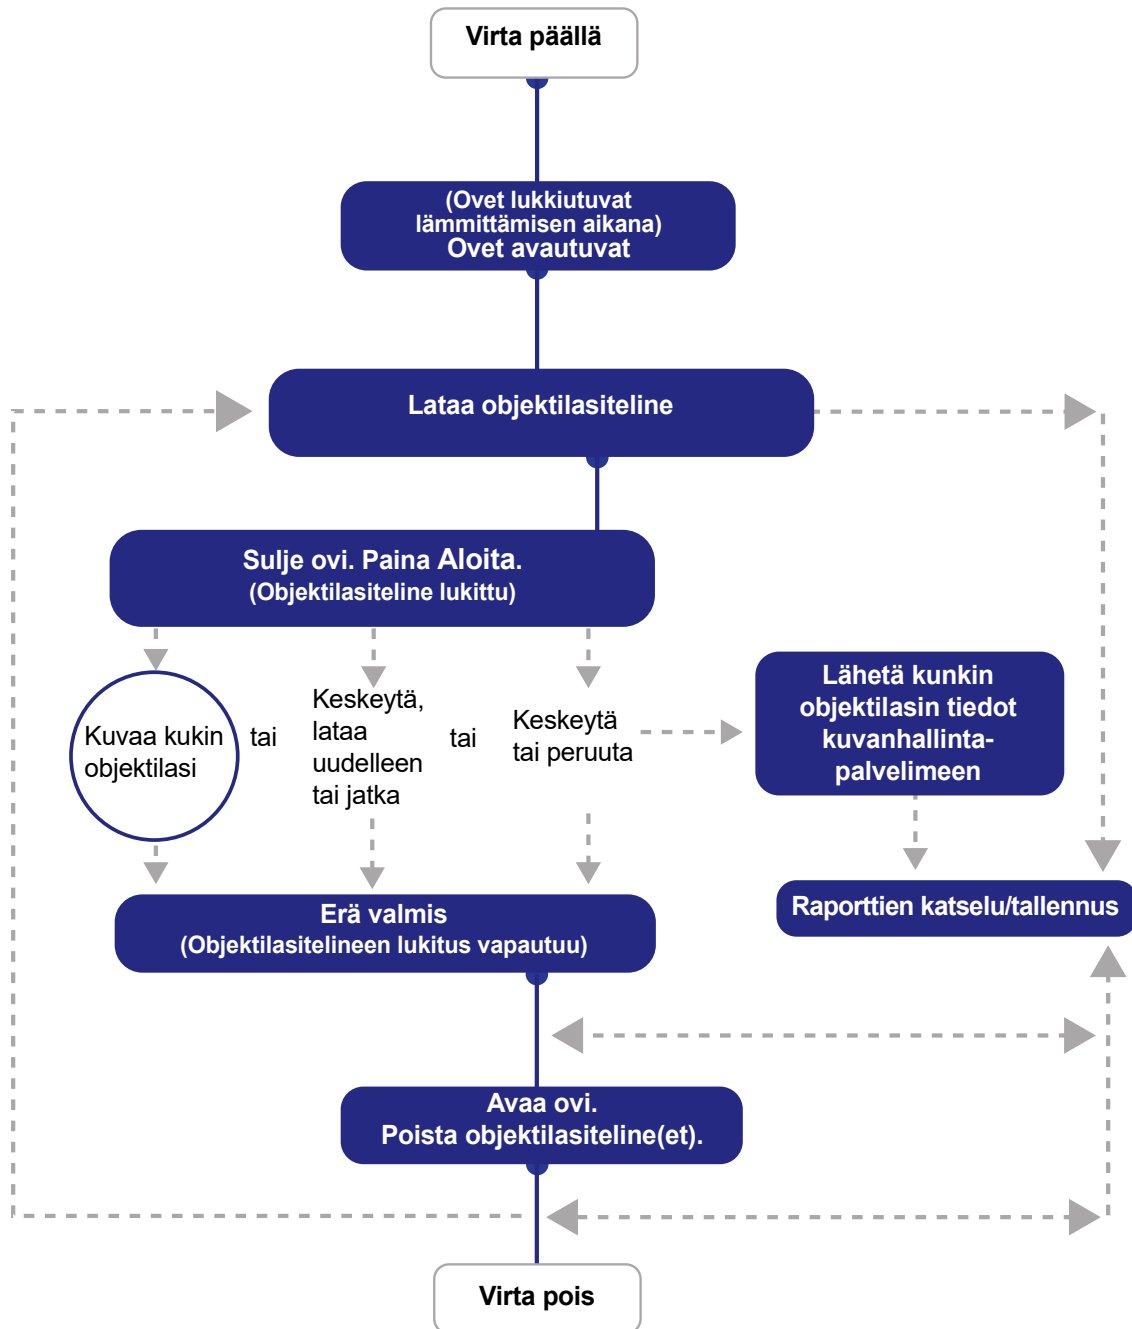 Virta päällä
(Ovet lukkiutuvat
lämmittämisen aikana)
Ovet avautuvat
Lataa objektilasiteline
Sulje ovi. Paina Aloita.
(Objektilasiteline lukittu)
Kuvaa kukin
objektilasi
tai
Keskeytä,
lataa
uudelleen
tai jatka
tai
Keskeytä
tai peruuta
Lähetä kunkin
objektilasin tiedot
kuvanhallinta-
palvelimeen
Erä valmis
(Objektilasitelineen lukitus vapautuu)
Raporttien katselu/tallennus
Avaa ovi.
Poista objektilasiteline(et).
Virta pois